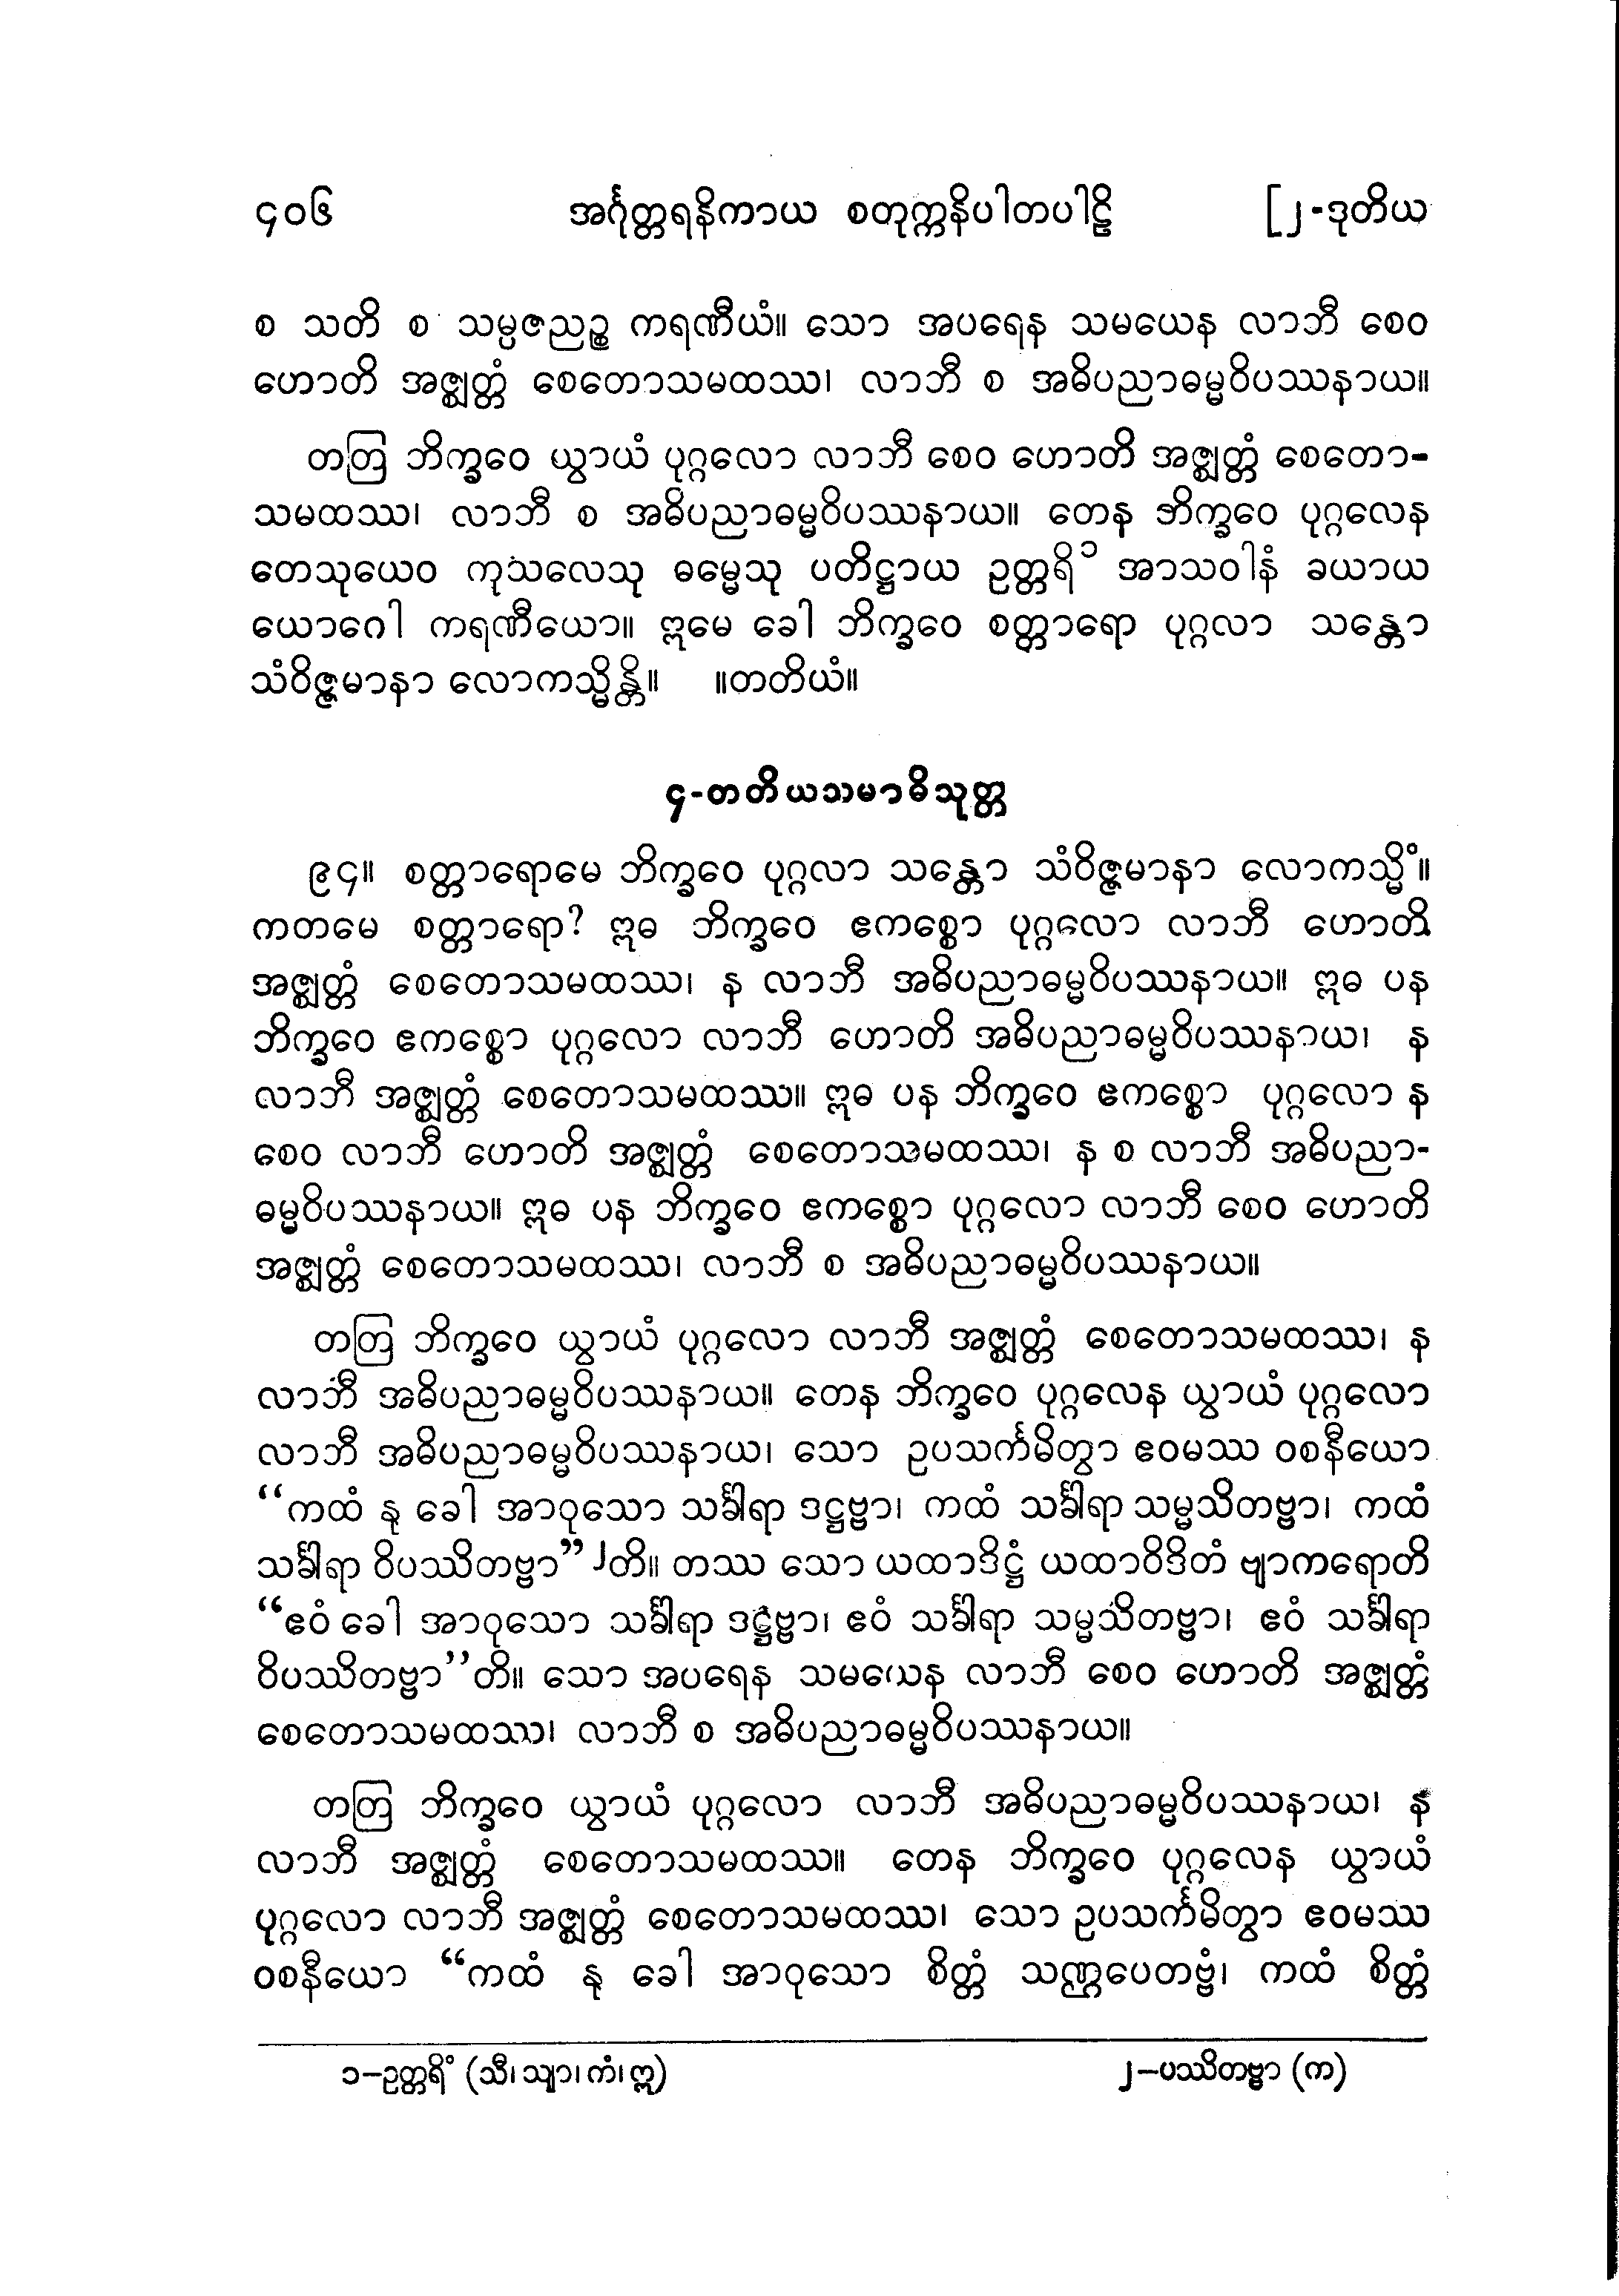 ၄၀၆ အင်္ဂုတ္တရနိကာယ စတုက္ကနိပါတပါဠိ [၂-ဒုတိယ
စ သတိ စ သမ္ပဇညဉ္စ ကရဏီယံ။ သော အပရေန သမယေန လာဘီ စေဝ
ဟောတိ အဇ္ဈတ္တံ စေတောသမထဿ၊ လာဘီ စ အဓိပညာဓမ္မဝိပဿနာယ။
တတြ ဘိက္ခဝေ ယွာယံ ပုဂ္ဂလော လာဘီ စေဝ ဟောတိ အဇ္ဈတ္တံ စေတော-
သမထဿ၊ လာဘီ စ အဓိပညာဓမ္မဝိပဿနာယ။ တေန ဘိက္ခဝေ ပုဂ္ဂလေန
တေသုယေဝ ကုသလေသု ဓမ္မေသု ပတိဋ္ဌာယ ဥတ္တရိ ၁ အာသဝါနံ ခယာယ
ယောဂေါ ကရဏီယော။ ဣမေ ခေါ ဘိက္ခဝေ စတ္တာရော ပုဂ္ဂလာ သန္တော
သံဝိဇ္ဇမာနာ လောကသ္မိန္တိ။ ။တတိယံ။
၄-တတိယသမာဓိသုတ္တ
၉၄။ စတ္တာရောမေ ဘိက္ခဝေ ပုဂ္ဂလာ သန္တော သံဝိဇ္ဇမာနာ လောကသ္မိံ။
ကတမေ စတ္တာရော? ဣဓ ဘိက္ခဝေ ဧကစ္စော ပုဂ္ဂလော လာဘီ ဟောတိ
အဇ္ဈတ္တံ စေတောသမထဿ၊ န လာဘီ အဓိပညာဓမ္မဝိပဿနာယ။ ဣဓ ပန
ဘိက္ခဝေ ဧကစ္စော ပုဂ္ဂလော လာဘီ ဟောတိ အဓိပညာဓမ္မဝိပဿနာယ၊ န
လာဘီ အဇ္ဈတ္တံ စေတောသမထဿ။ ဣဓ ပန ဘိက္ခဝေ ဧကစ္စော ပုဂ္ဂလော န
စေဝ လာဘီ ဟောတိ အဇ္ဈတ္တံ စေတောသမထဿ၊ န စ လာဘီ အဓိပညာ-
ဓမ္မဝိပဿနာယ။ ဣဓ ပန ဘိက္ခဝေ ဧကစ္စော ပုဂ္ဂလော လာဘီ စေဝ ဟောတိ
အဇ္ဈတ္တံ စေတောသမထဿ၊ လာဘီ စ အဓိပညာဓမ္မဝိပဿနာယ။
တတြ ဘိက္ခဝေ ယွာယံ ပုဂ္ဂလော လာဘီ အဇ္ဈတ္တံ စေတောသမထဿ၊ န
လာဘီ အဓိပညာဓမ္မဝိပဿနာယ။ တေန ဘိက္ခဝေ ပုဂ္ဂလေန ယွာယံ ပုဂ္ဂလော
လာဘီ အဓိပညာဓမ္မဝိပဿနာယ၊ သော ဥပသင်္ကမိတွာ ဧဝမဿ ဝစနီယော
“ကထံ နု ခေါ အာဝုသော သင်္ခါရာ ဒဋ္ဌဗ္ဗာ၊ ကထံ သင်္ခါရာ သမ္မသိတဗ္ဗာ၊ ကထံ
သင်္ခါရာ ဝိပဿိတဗ္ဗာ” ၂တိ။ တဿ သော ယထာဒိဋ္ဌံ ယထာဝိဒိတံ ဗျာကရောတိ
“ဧဝံ ခေါ အာဝုသော သင်္ခါရာ ဒဋ္ဌဗ္ဗာ၊ ဧဝံ သင်္ခါရာ သမ္မသိတဗ္ဗာ၊ ဧဝံ သင်္ခါရာ
ဝိပဿိတဗ္ဗာ’’တိ။ သော အပရေန သမယေန လာဘီ စေဝ ဟောတိ အဇ္ဈတ္တံ
စေတောသမထဿ၊ လာဘီ စ အဓိပညာဓမ္မဝိပဿနာယ။
တတြ ဘိက္ခဝေ ယွာယံ ပုဂ္ဂလော လာဘီ အဓိပညာဓမ္မဝိပဿနာယ၊ န
လာဘီ အဇ္ဈတ္တံ စေတောသမထဿ။ တေန ဘိက္ခဝေ ပုဂ္ဂလေန ယွာယံ
ပုဂ္ဂလော လာဘီ အဇ္ဈတ္တံ စေတောသမထဿ၊ သော ဥပသင်္ကမိတွာ ဧဝမဿ
ဝစနီယော “ကထံ နု ခေါ အာဝုသော စိတ္တံ သဏ္ဌပေတဗ္ဗံ၊ ကထံ စိတ္တံ
၁–ဥတ္တရိံ (သီ၊ သျာ၊ ကံ၊ ဣ) ၂–ပဿိတဗ္ဗာ (က)